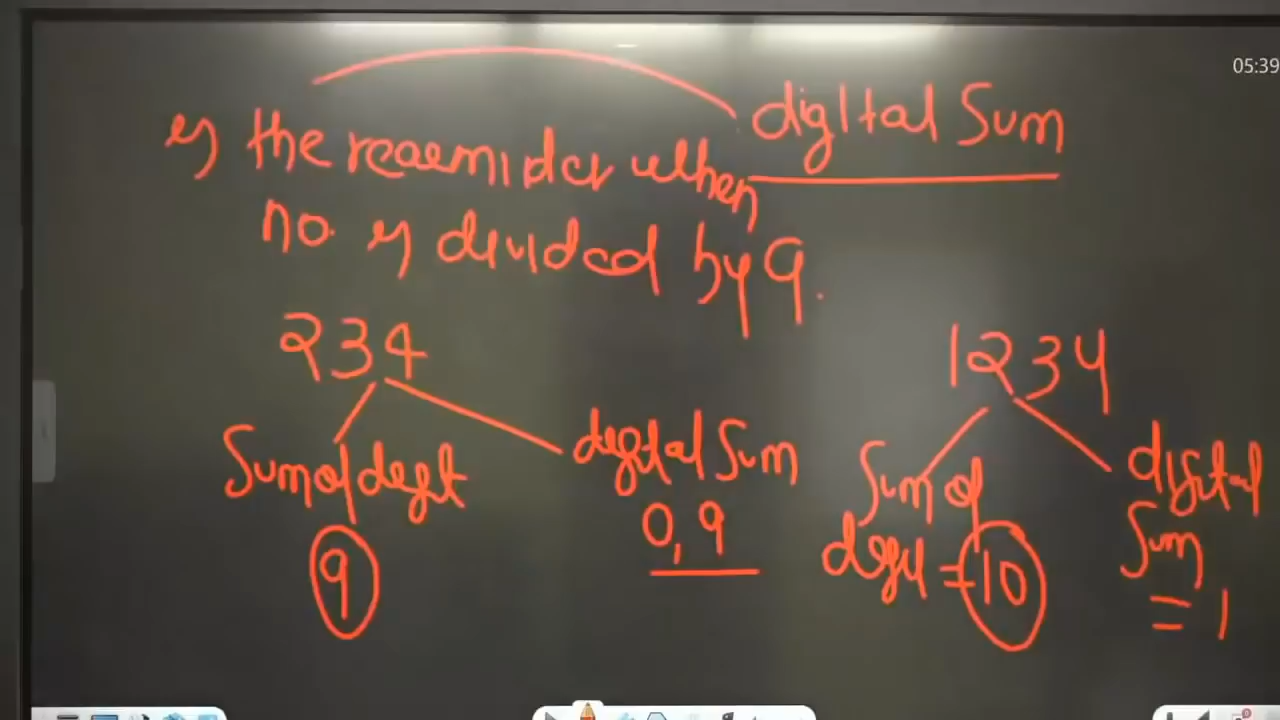 05:39
digital Sum
is the reaemider when
no. is divided by 9.
234
Sum of degit
9
degital Sum
0, 9
1234
Sum of
degit = 10
digital
Sum
= 1